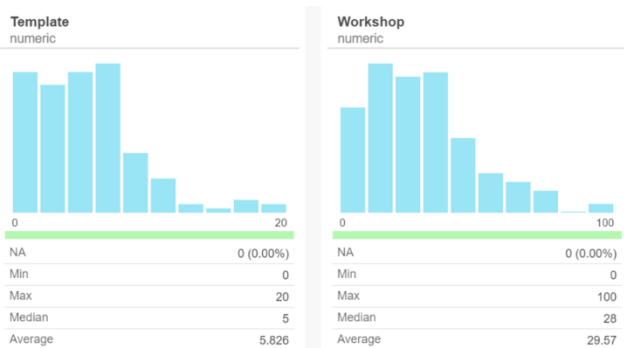 Template
numeric
0 20
NA 0 (0.00%)
Min 0
Max 20
Median 5
Average 5.826
Workshop
numeric
0 100
NA 0 (0.00%)
Min 0
Max 100
Median 28
Average 29.57